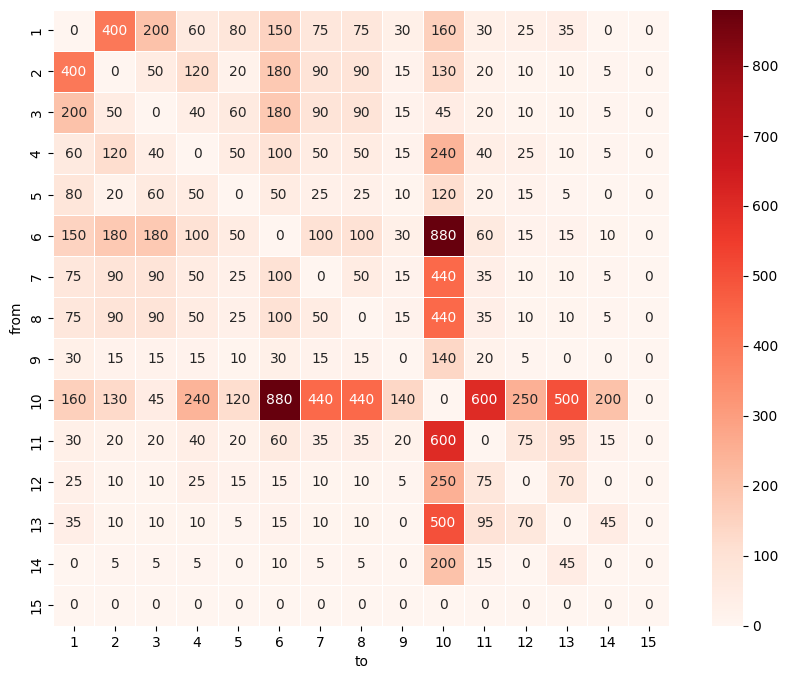 1 0 400 200 60 80 150 75 75 30 160 30 25 35 0 0
2 400 0 50 120 20 180 90 90 15 130 20 10 10 5 0
3 200 50 0 40 60 180 90 90 15 45 20 10 10 5 0
4 60 120 40 0 50 100 50 50 15 240 40 25 10 5 0
5 80 20 60 50 0 50 25 25 10 120 20 15 5 0 0
6 150 180 180 100 50 0 100 100 30 880 60 15 15 10 0
7 75 90 90 50 25 100 0 50 15 440 35 10 10 5 0
8 75 90 90 50 25 100 50 0 15 440 35 10 10 5 0
9 30 15 15 15 10 30 15 15 0 140 20 5 0 0 0
10 160 130 45 240 120 880 440 440 140 0 600 250 500 200 0
11 30 20 20 40 20 60 35 35 20 600 0 75 95 15 0
12 25 10 10 25 15 15 10 10 5 250 75 0 70 0 0
13 35 10 10 10 5 15 10 10 0 500 95 70 0 45 0
14 0 5 5 5 0 10 5 5 0 200 15 0 45 0 0
15 0 0 0 0 0 0 0 0 0 0 0 0 0 0 0
1 2 3 4 5 6 7 8 9 10 11 12 13 14 15
to
from
800
700
600
500
400
300
200
100
0